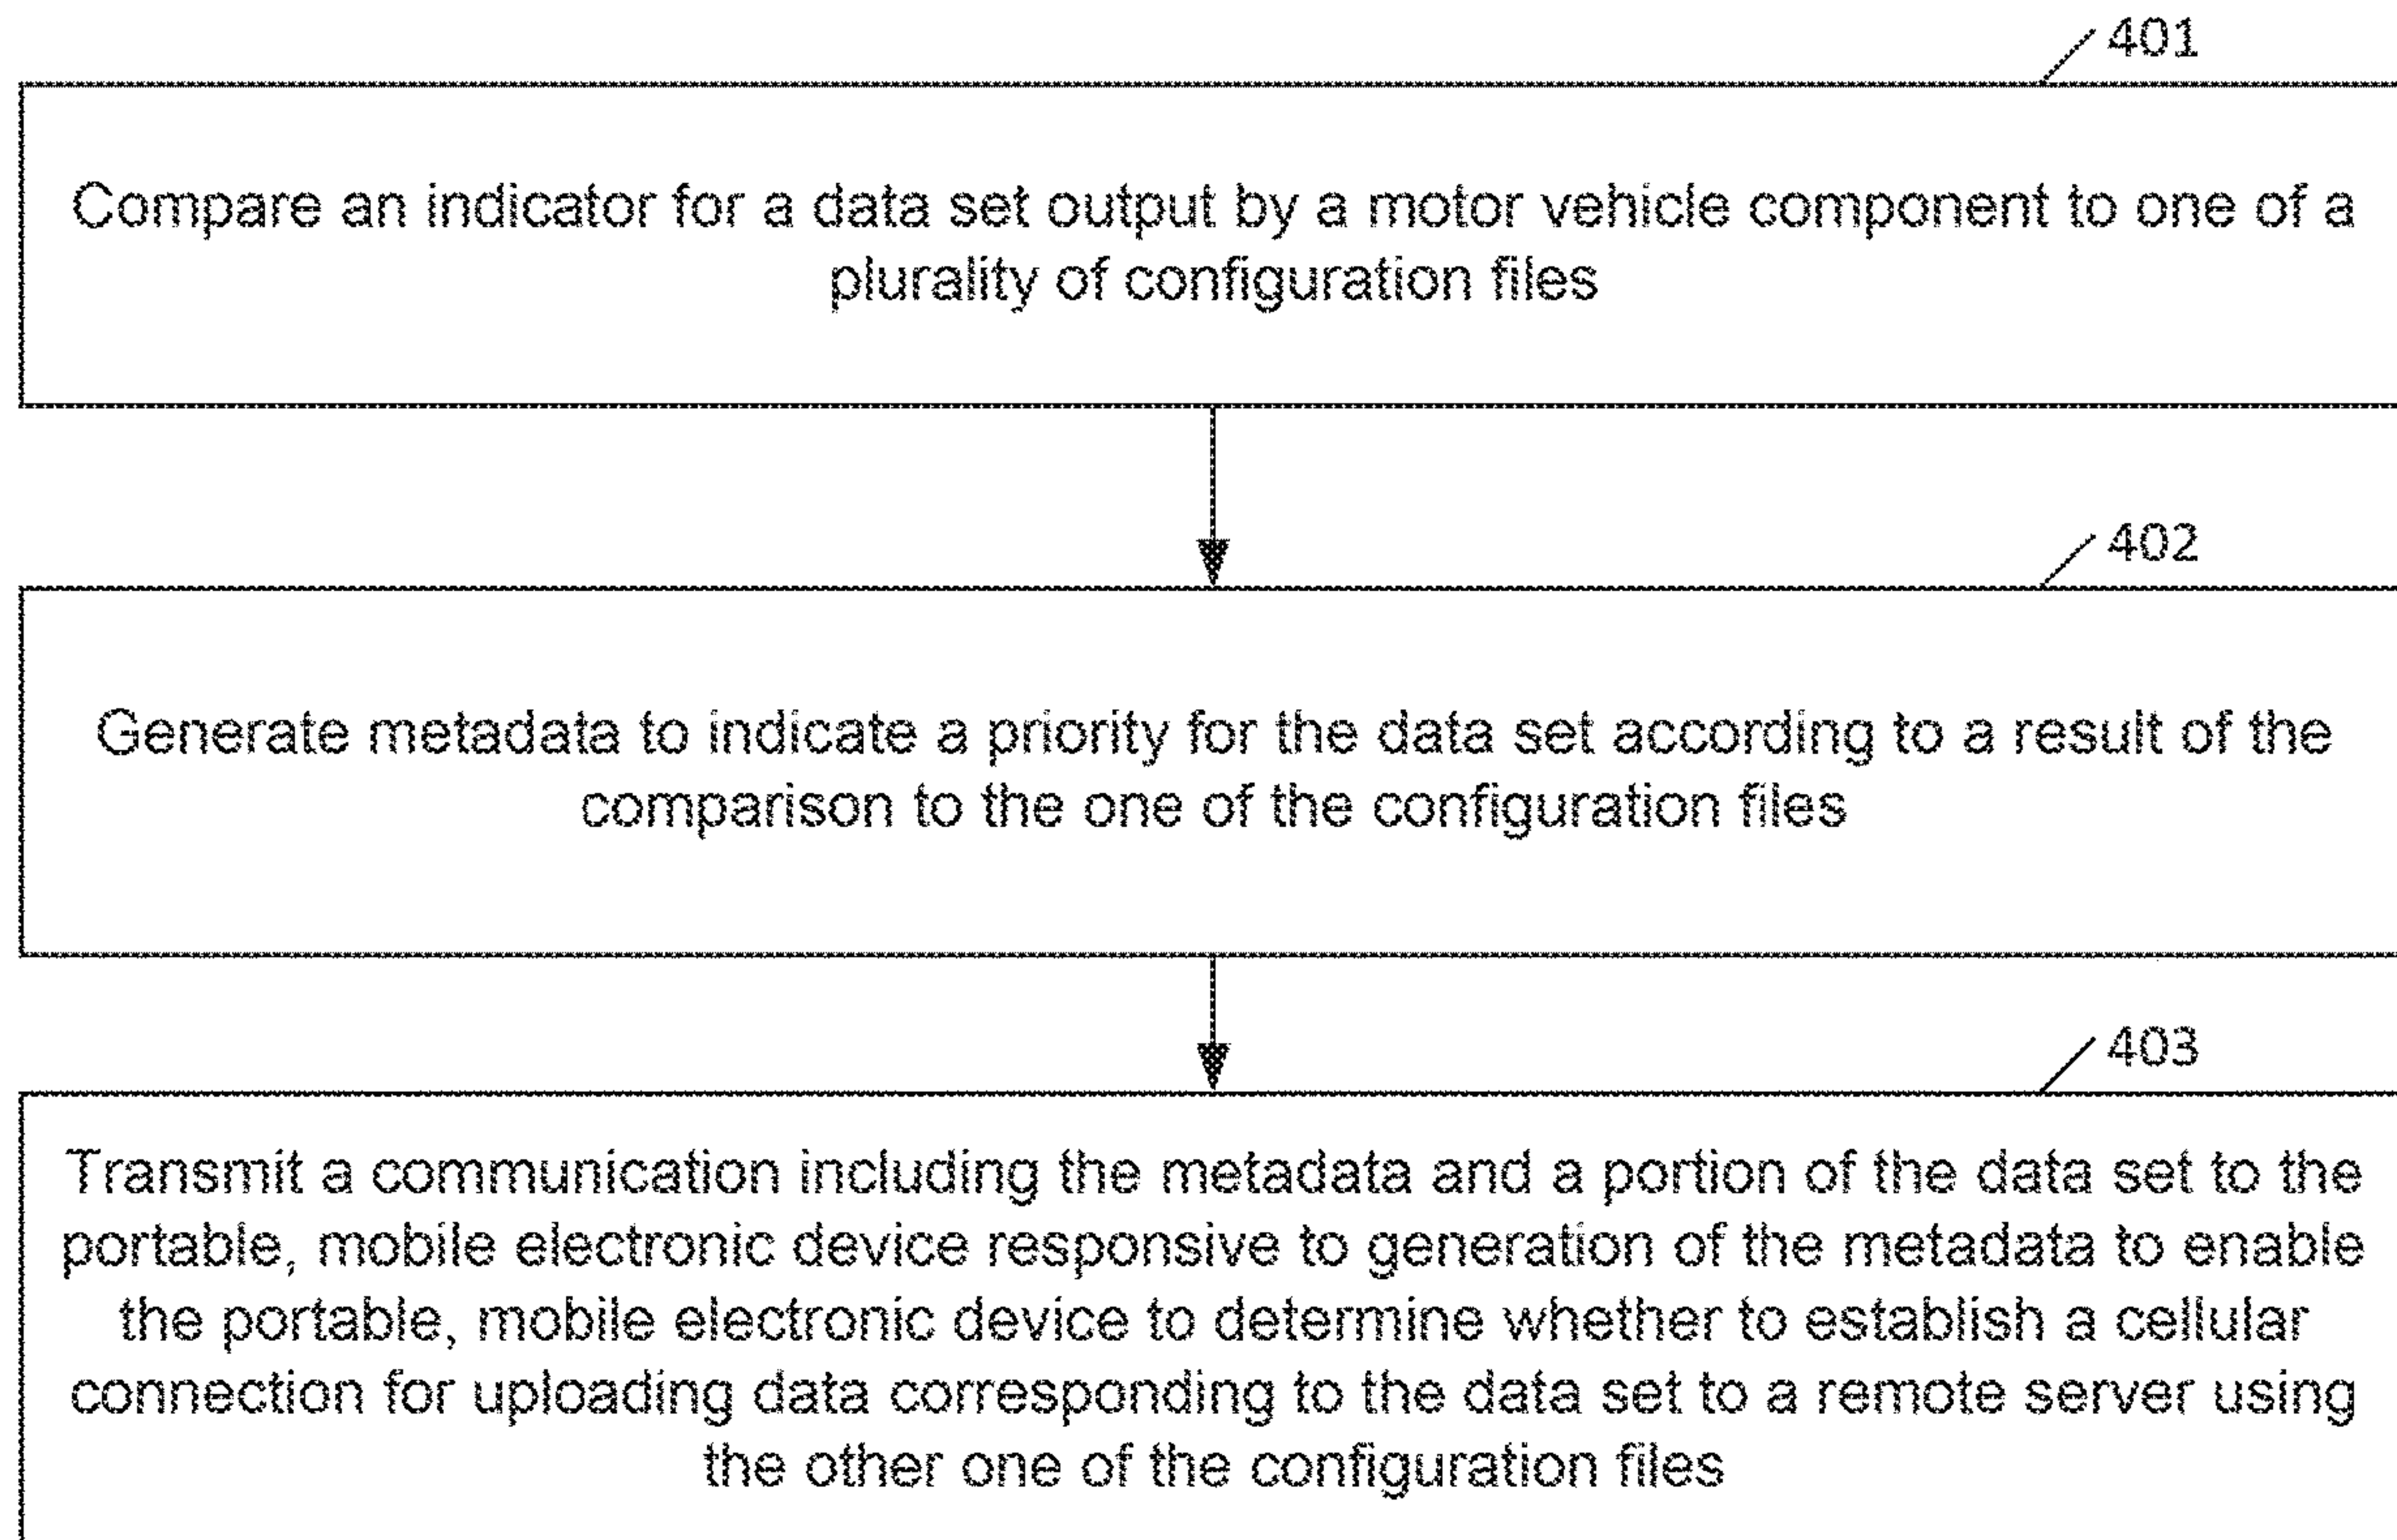 401
Compare an indicator for a data set output by a motor vehicle component to one of a
plurality of configuration files
402
Generate metadata to indicate a priority for the data set according to a result of the
comparison to the one of the configuration files
403
Transmit a communication including the metadata and a portion of the data set to the
portable, mobile electronic device responsive to generation of the metadata to enable
the portable, mobile electronic device to determine whether to establish a cellular
connection for uploading data corresponding to the data set to a remote server using
the other one of the configuration files